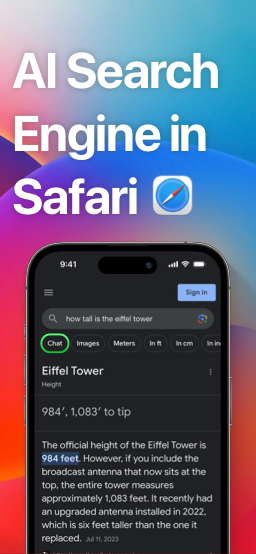 AI Search
Engine in
Safari
9:41
Sign in
how tall is the eiffel tower
Chat Images Meters In ft In cm In in
Eiffel Tower
Height
984′, 1,083′ to tip
The official height of the Eiffel Tower is
984 feet. However, if you include the
broadcast antenna that now sits at the
top, the entire tower measures
approximately 1,083 feet. It recently had
an upgraded antenna installed in 2022,
which is six feet taller than the one it
replaced. Jul 11, 2023